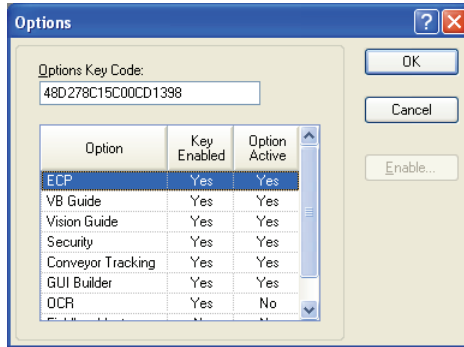 Options
Options Key Code:
48D278C15C00CD1398
OK
Cancel
Enable...
Option Key Enabled Option Active
ECP Yes Yes
VB Guide Yes Yes
Vision Guide Yes Yes
Security Yes Yes
Conveyor Tracking Yes Yes
GUI Builder Yes Yes
OCR Yes No